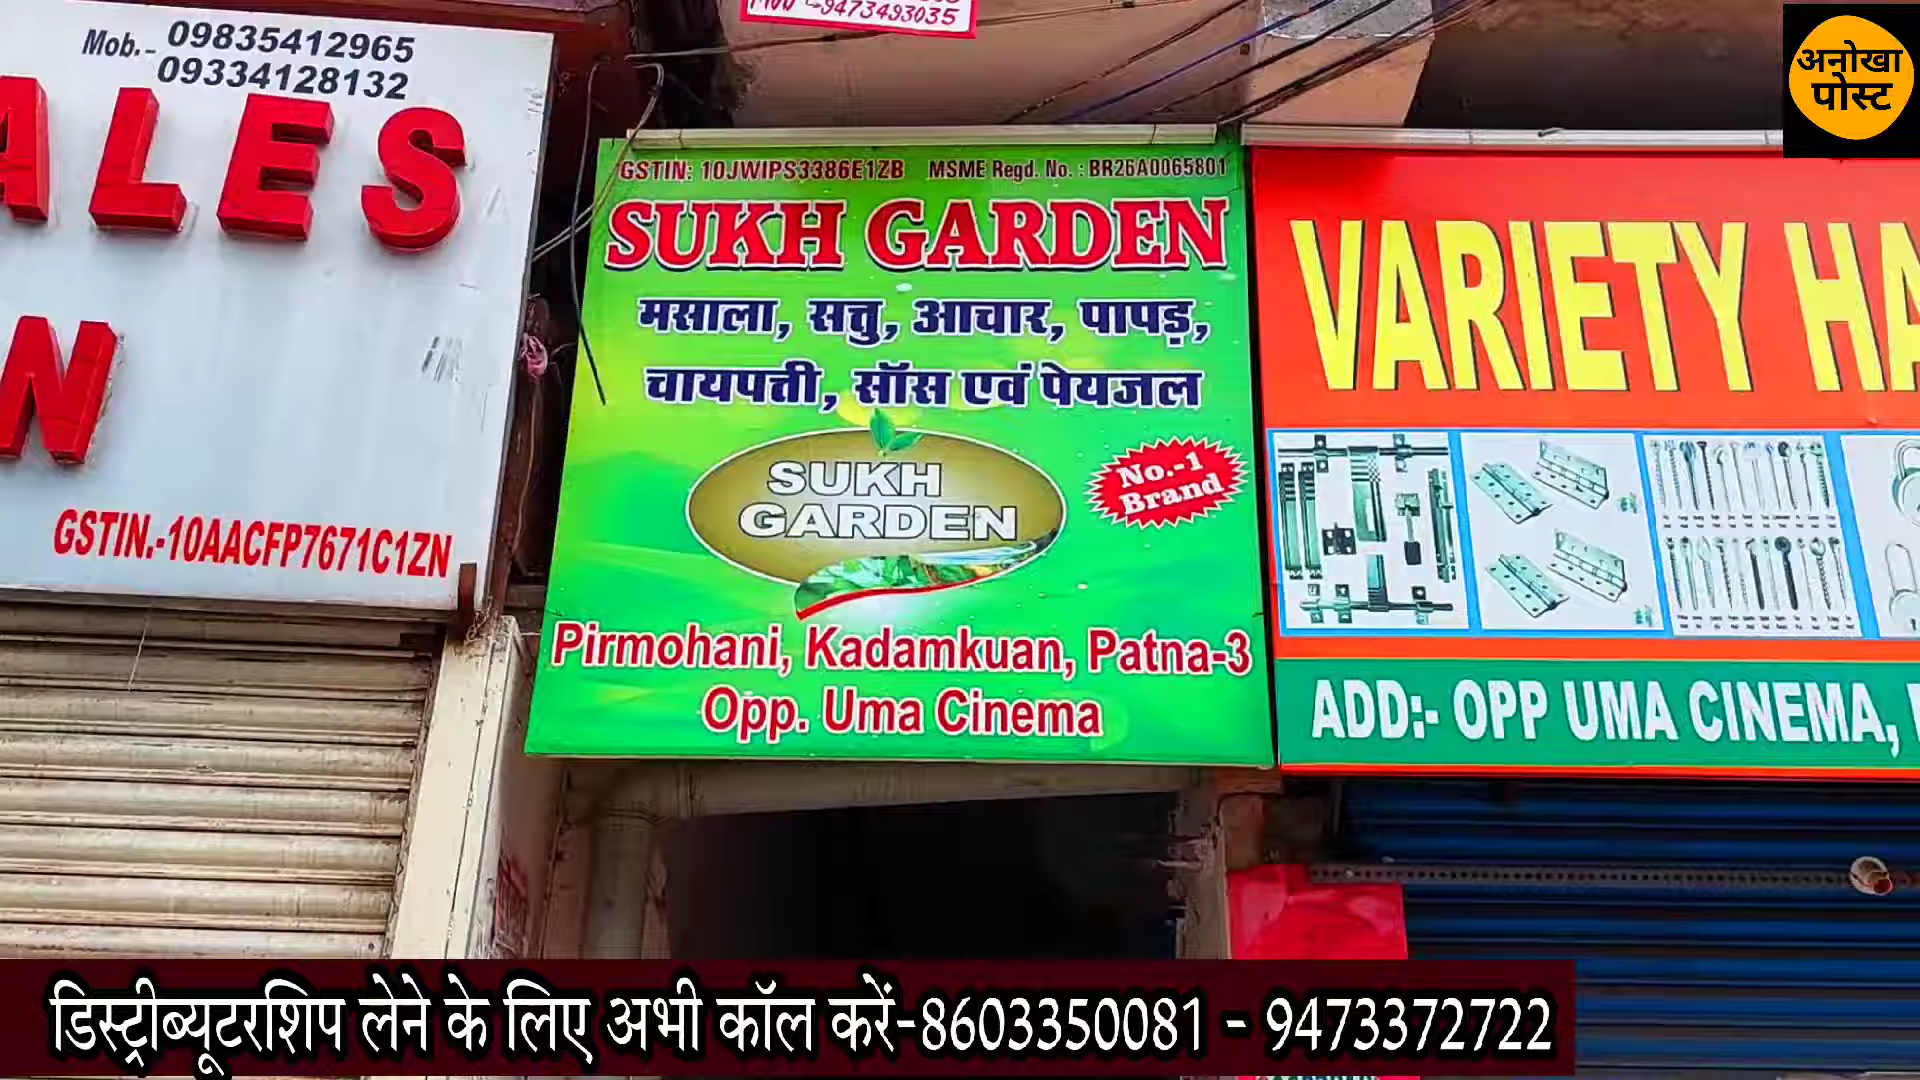 9473493035
Mob.- 09835412965
09334128132
ALES
N
GSTIN.-10AACFP7671C1ZN
GSTIN: 10JWIPS3386E1ZB MSME Regd. No. : BR26A0065801
SUKH GARDEN
मसाला, सत्तु, आचार, पापड़,
चायपत्ती, सॉस एवं पेयजल
SUKH
GARDEN
No.-1
Brand
Pirmohani, Kadamkuan, Patna-3
Opp. Uma Cinema
VARIETY HA
ADD:- OPP UMA CINEMA,
अनोखा
पोस्ट
डिस्ट्रीब्यूटरशिप लेने के लिए अभी कॉल करें-8603350081 - 9473372722